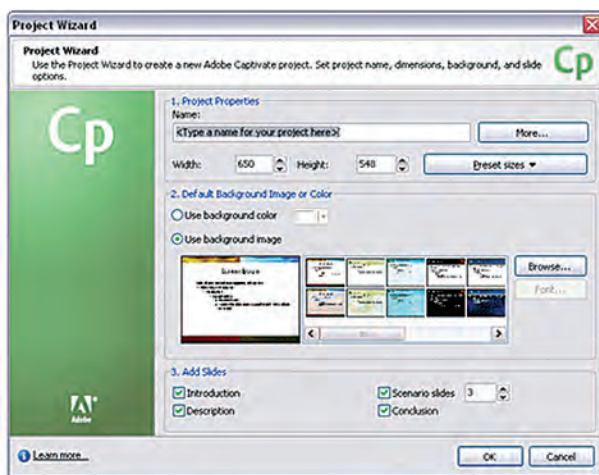 Project Wizard
Project Wizard
Use the Project Wizard to create a new Adobe Captivate project. Set project name, dimensions, background, and slide
options.
Cp
Cp
1. Project Properties
Name:
<Type a name for your project here>
More...
Width: 650 Height: 548 Preset sizes
2. Default Background Image or Color
Use background color
Use background image
Browse...
Font...
3. Add Slides
Introduction
Scenario slides 3
Description
Conclusion
Adobe
Learn more...
OK
Cancel